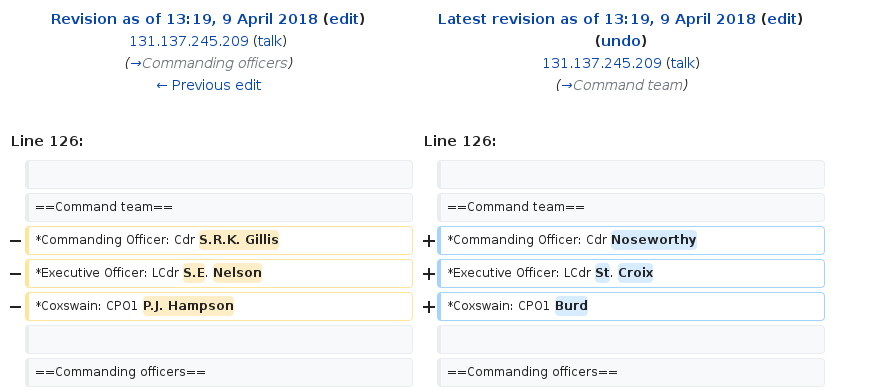 Revision as of 13:19, 9 April 2018 (edit)
131.137.245.209 (talk)
(→Commanding officers)
← Previous edit
Latest revision as of 13:19, 9 April 2018 (edit)
(undo)
131.137.245.209 (talk)
(→Command team)
Line 126:
Line 126:
==Command team==
==Command team==
− *Commanding Officer: Cdr S.R.K. Gillis
+ *Commanding Officer: Cdr Noseworthy
− *Executive Officer: LCdr S.E. Nelson
+ *Executive Officer: LCdr St. Croix
− *Coxswain: CPO1 P.J. Hampson
+ *Coxswain: CPO1 Burd
==Commanding officers==
==Commanding officers==